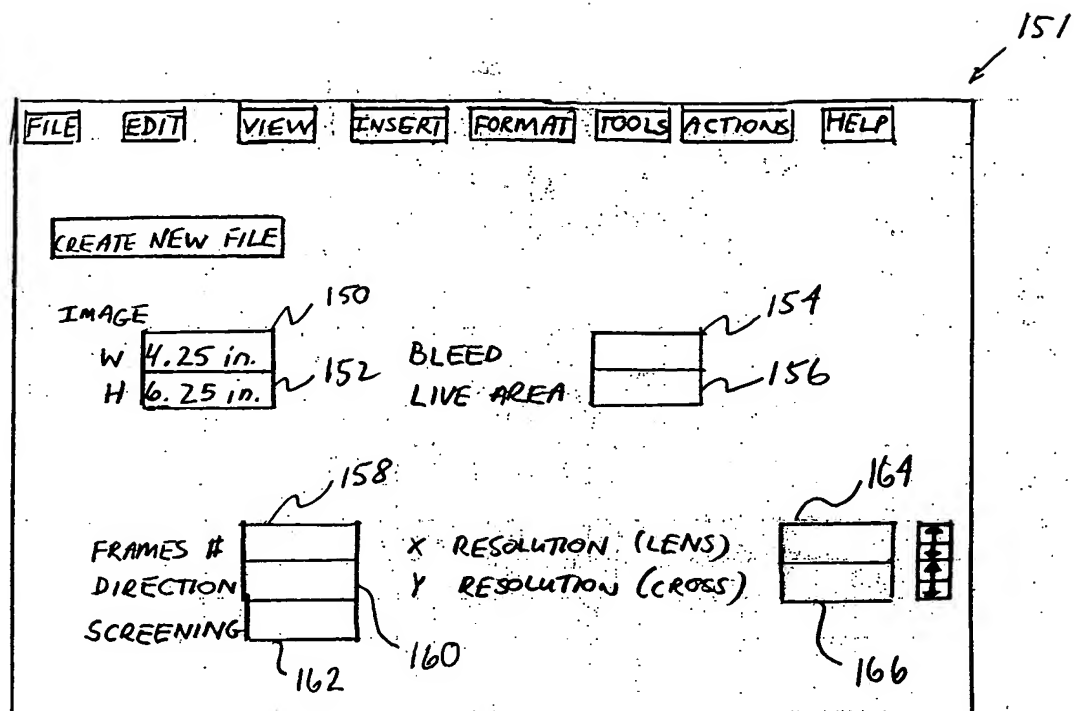 151
FILE EDIT VIEW INSERT FORMAT TOOLS ACTIONS HELP
CREATE NEW FILE
IMAGE 150 154
W 4.25 in. BLEED
H 6.25 in. 152 LIVE AREA 156
158 164
FRAMES # X RESOLUTION (LENS)
DIRECTION Y RESOLUTION (CROSS)
SCREENING 160 166
162